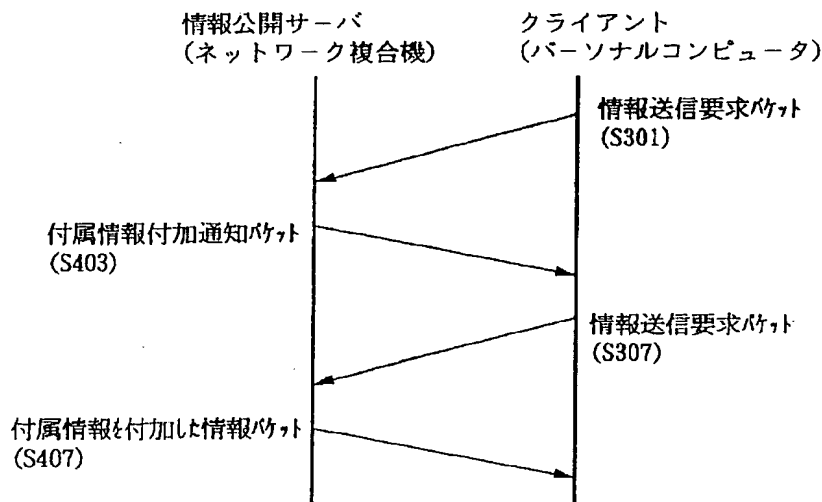 情報公開サーバ
(ネットワーク複合機)
クライアント
(パーソナルコンピュータ)
情報送信要求パケット
(S301)
付属情報付加通知パケット
(S403)
情報送信要求パケット
(S307)
付属情報を付加した情報パケット
(S407)